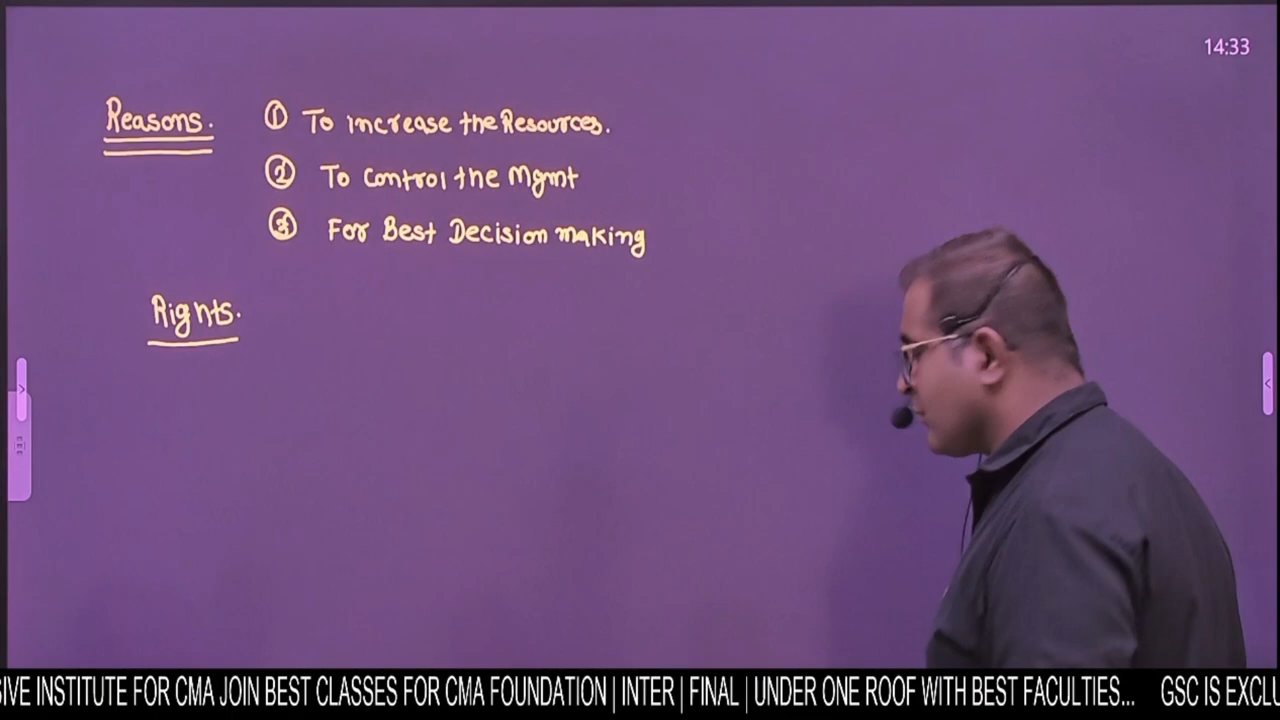 14:33
Reasons. ① To increase the Resources.
② To control the Mgmt
③ For Best Decision making
Rights.
SIVE INSTITUTE FOR CMA JOIN BEST CLASSES FOR CMA FOUNDATION | INTER | FINAL | UNDER ONE ROOF WITH BEST FACULTIES... GSC IS EXCLU